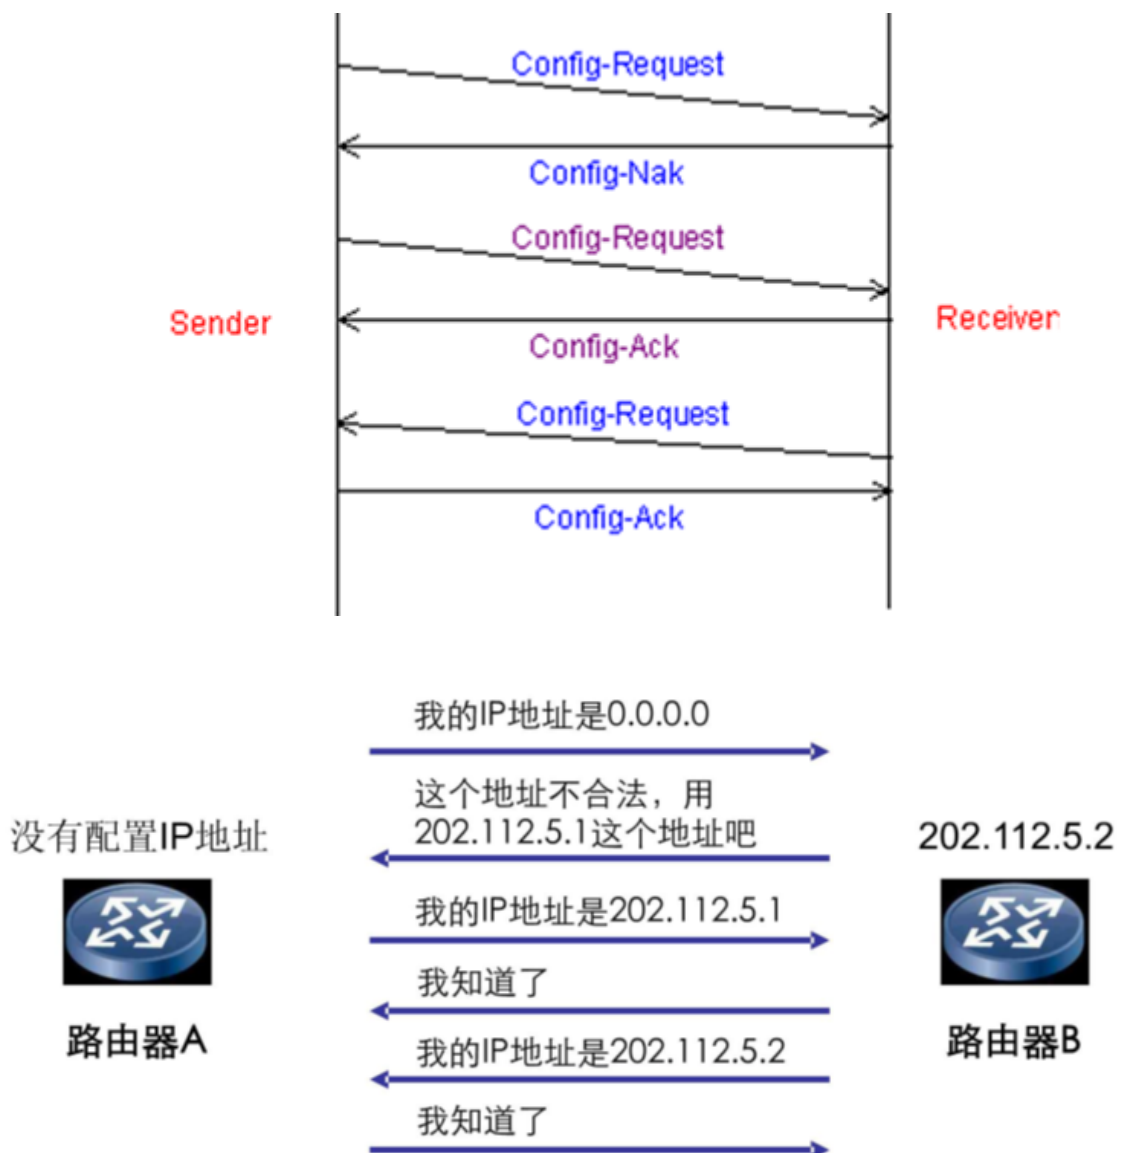 Config-Request
Config-Nak
Config-Request
Sender
Receiver
Config-Ack
Config-Request
Config-Ack
我的IP地址是0.0.0.0
这个地址不合法，用
202.112.5.1这个地址吧
没有配置IP地址
202.112.5.2
我的IP地址是202.112.5.1
我知道了
路由器A
路由器B
我的IP地址是202.112.5.2
我知道了